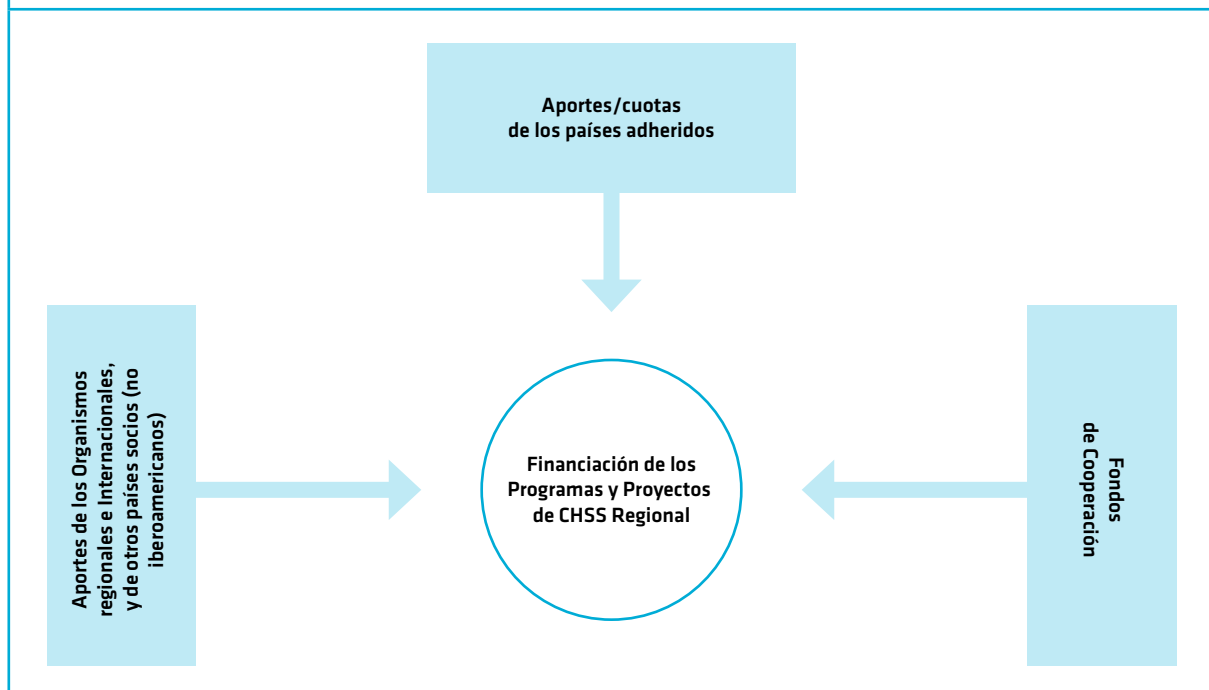 Aportes/cuotas
de los países adheridos
Aportes de los Organismos
regionales e Internacionales,
y de otros países socios (no
iberoamericanos)
Financiación de los
Programas y Proyectos
de CHSS Regional
Fondos
de Cooperación